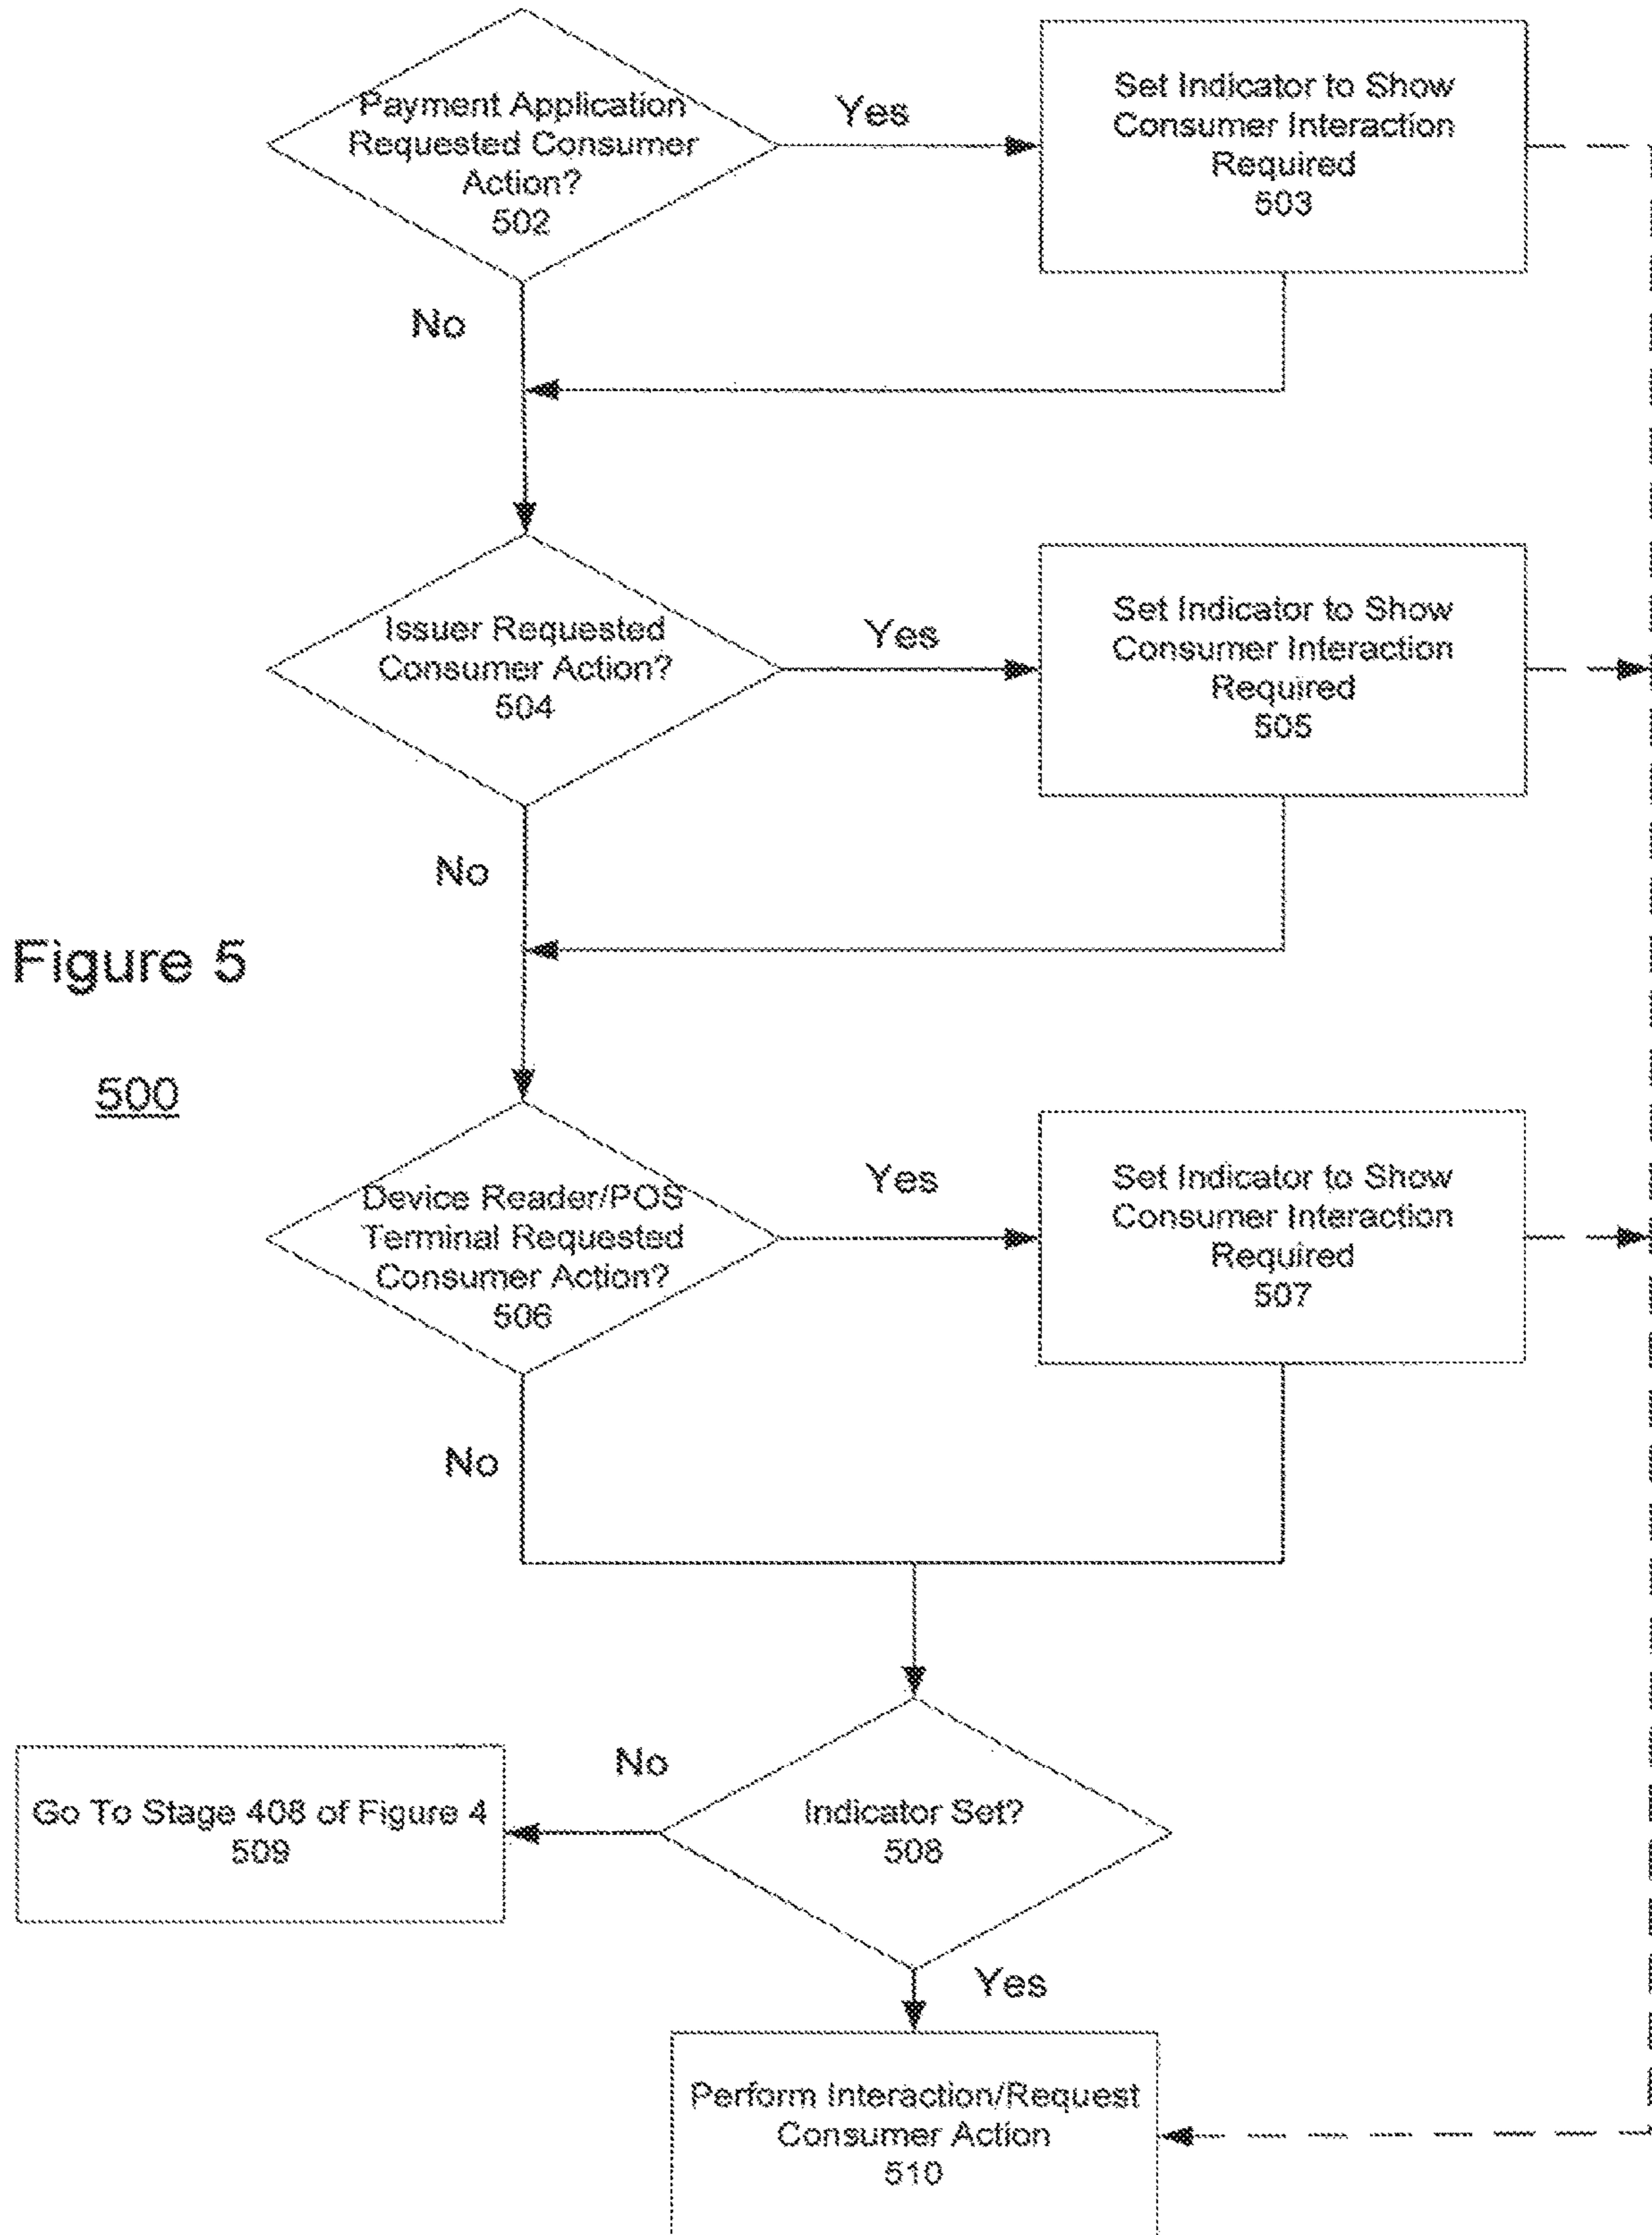 Payment Application
Requested Consumer
Action?
502
Yes
Set Indicator to Show
Consumer Interaction
Required
503
No
Issuer Requested
Consumer Action?
504
Yes
Set Indicator to Show
Consumer Interaction
Required
505
No
Figure 5
500
Device Reader/POS
Terminal Requested
Consumer Action?
506
Yes
Set Indicator to Show
Consumer Interaction
Required
507
No
Indicator Set?
508
No
Go To Stage 408 of Figure 4
509
Yes
Perform Interaction/Request
Consumer Action
510